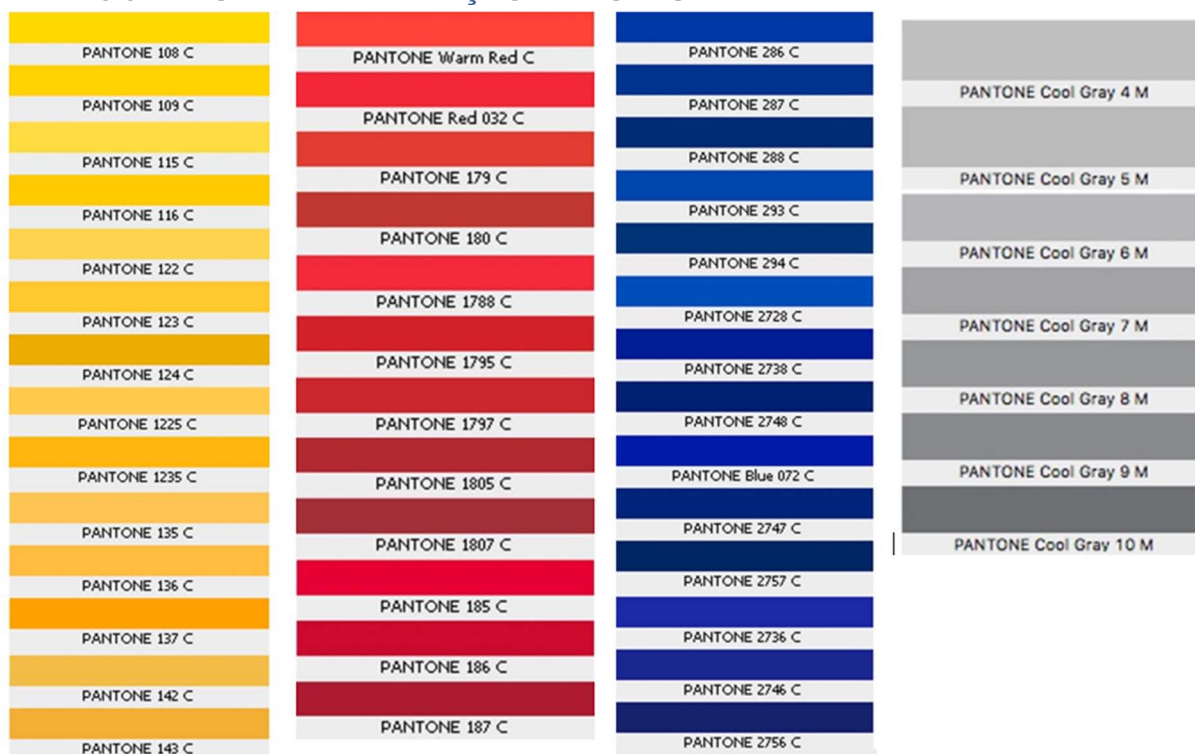 PANTONE 108 C
PANTONE 109 C
PANTONE 115 C
PANTONE 116 C
PANTONE 122 C
PANTONE 123 C
PANTONE 124 C
PANTONE 1225 C
PANTONE 1235 C
PANTONE 135 C
PANTONE 136 C
PANTONE 137 C
PANTONE 142 C
PANTONE 143 C
PANTONE Warm Red C
PANTONE Red 032 C
PANTONE 179 C
PANTONE 180 C
PANTONE 1788 C
PANTONE 1795 C
PANTONE 1797 C
PANTONE 1805 C
PANTONE 1807 C
PANTONE 185 C
PANTONE 186 C
PANTONE 187 C
PANTONE 286 C
PANTONE 287 C
PANTONE 288 C
PANTONE 293 C
PANTONE 294 C
PANTONE 2728 C
PANTONE 2738 C
PANTONE 2748 C
PANTONE Blue 072 C
PANTONE 2747 C
PANTONE 2757 C
PANTONE 2736 C
PANTONE 2746 C
PANTONE 2756 C
PANTONE Cool Gray 4 M
PANTONE Cool Gray 5 M
PANTONE Cool Gray 6 M
PANTONE Cool Gray 7 M
PANTONE Cool Gray 8 M
PANTONE Cool Gray 9 M
PANTONE Cool Gray 10 M